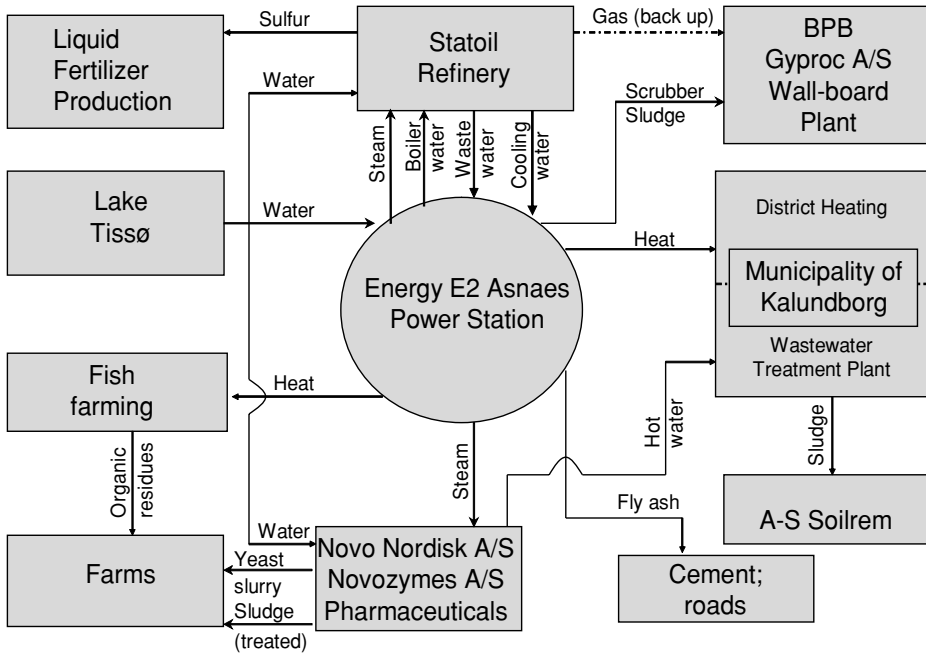 Liquid
Fertilizer
Production
Sulfur
Statoil
Refinery
Gas (back up)
BPB
Gyproc A/S
Wall-board
Plant
Water
Scrubber
Sludge
Steam
Boiler
water
Waste
water
Cooling
water
Lake
Tissø
Water
Energy E2 Asnaes
Power Station
Heat
District Heating
Municipality of
Kalundborg
Wastewater
Treatment Plant
Fish
farming
Heat
Organic
residues
Steam
Hot
water
Sludge
A-S Soilrem
Fly ash
Cement;
roads
Water
Novo Nordisk A/S
Novozymes A/S
Pharmaceuticals
Yeast
slurry
Sludge
(treated)
Farms